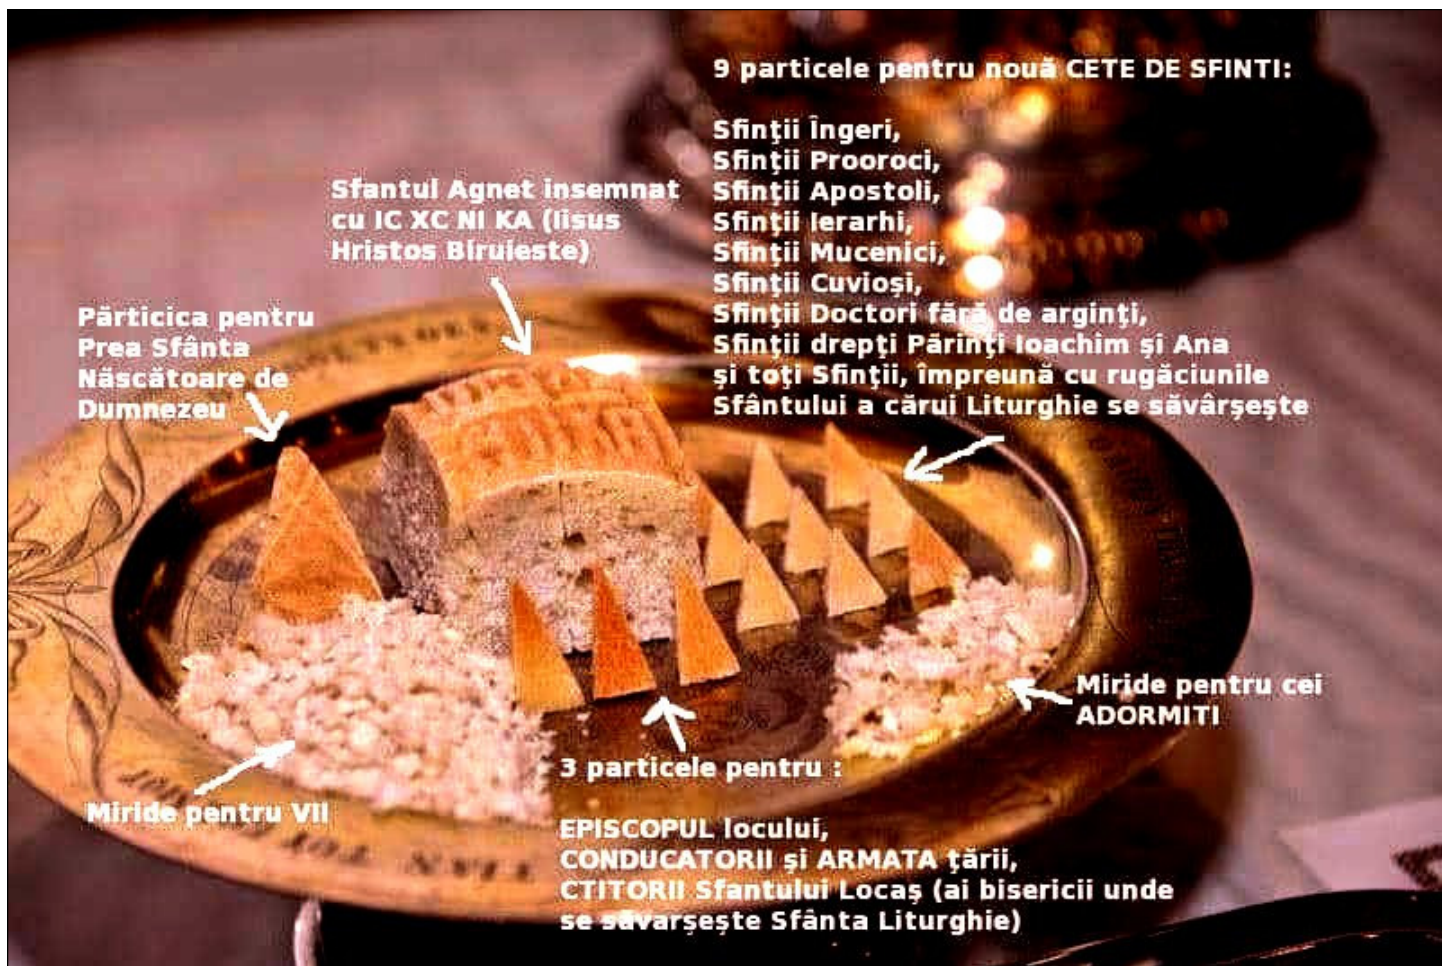 9 particele pentru nouă CETE DE SFINTI:
Sfinţii Îngeri,
Sfinţii Prooroci,
Sfinţii Apostoli,
Sfinţii Ierarhi,
Sfinţii Mucenici,
Sfinţii Cuvioşi,
Sfinţii Doctori fără de arginţi,
Sfinţii drepţi Părinţi Ioachim şi Ana
şi toţi Sfinţii, împreună cu rugăciunile
Sfântului a cărui Liturghie se săvârşeşte
Sfantul Agnet insemnat
cu IC XC NI KA (Iisus
Hristos Biruieste)
Părticica pentru
Prea Sfânta
Născătoare de
Dumnezeu
Miride pentru cei
ADORMITI
3 particele pentru :
EPISCOPUL locului,
CONDUCATORII şi ARMATA ţării,
CTITORII Sfantului Locaş (ai bisericii unde
se săvarşeşte Sfânta Liturghie)
Miride pentru VII
TOT